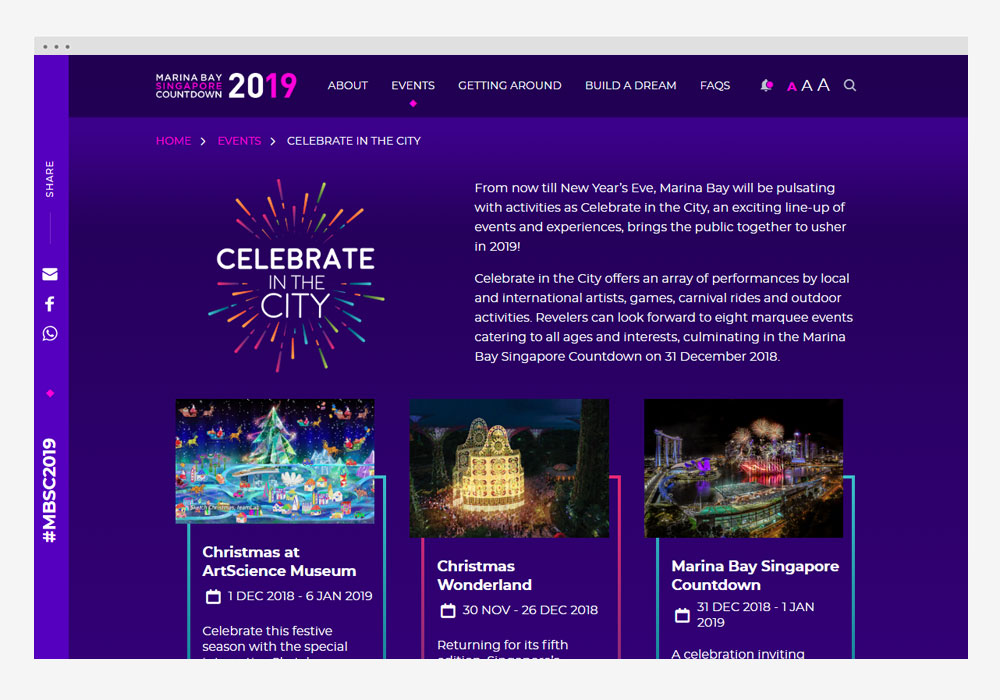 MARINA BAY
SINGAPORE
COUNTDOWN
2019
ABOUT
EVENTS
GETTING AROUND
BUILD A DREAM
FAQS
A A A
HOME > EVENTS > CELEBRATE IN THE CITY
SHARE
#MBSC2019
CELEBRATE
IN THE
CITY
From now till New Year’s Eve, Marina Bay will be pulsating
with activities as Celebrate in the City, an exciting line-up of
events and experiences, brings the public together to usher
in 2019!
Celebrate in the City offers an array of performances by local
and international artists, games, carnival rides and outdoor
activities. Revelers can look forward to eight marquee events
catering to all ages and interests, culminating in the Marina
Bay Singapore Countdown on 31 December 2018.
Christmas at
ArtScience Museum
1 DEC 2018 - 6 JAN 2019
Celebrate this festive
season with the special
Christmas
Wonderland
30 NOV - 26 DEC 2018
Returning for its fifth
edition, Singapore's
Marina Bay Singapore
Countdown
31 DEC 2018 - 1 JAN
2019
A celebration inviting